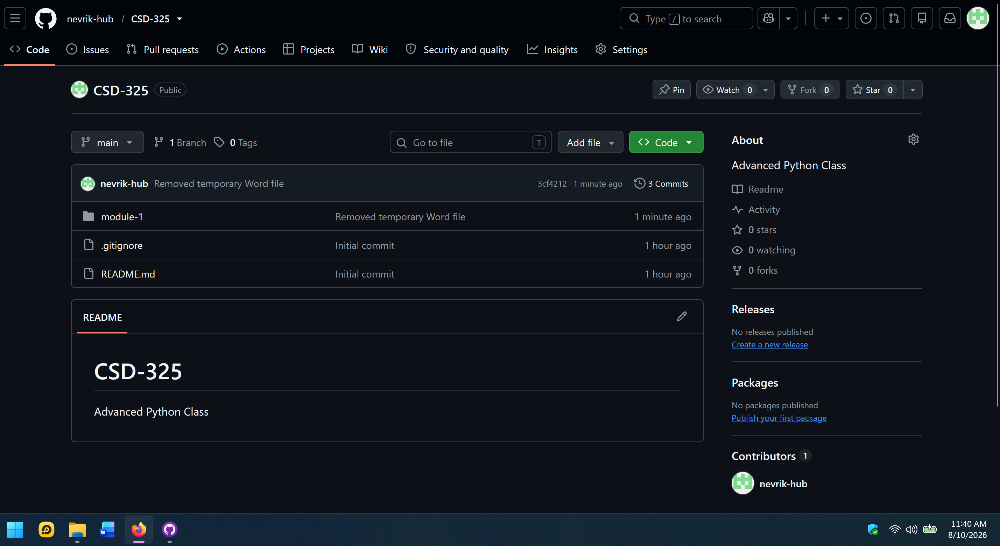 nevrik-hub / CSD-325
Type / to search
Code
Issues
Pull requests
Actions
Projects
Wiki
Security and quality
Insights
Settings
CSD-325 Public
Pin
Watch 0
Fork 0
Star 0
main
1 Branch
0 Tags
Go to file T
Add file
Code
nevrik-hub Removed temporary Word file 3cf4212 · 1 minute ago 3 Commits
module-1 Removed temporary Word file 1 minute ago
.gitignore Initial commit 1 hour ago
README.md Initial commit 1 hour ago
README
CSD-325
Advanced Python Class
About
Advanced Python Class
Readme
Activity
0 stars
0 watching
0 forks
Releases
No releases published
Create a new release
Packages
No packages published
Publish your first package
Contributors 1
nevrik-hub
W
11:40 AM
8/10/2026